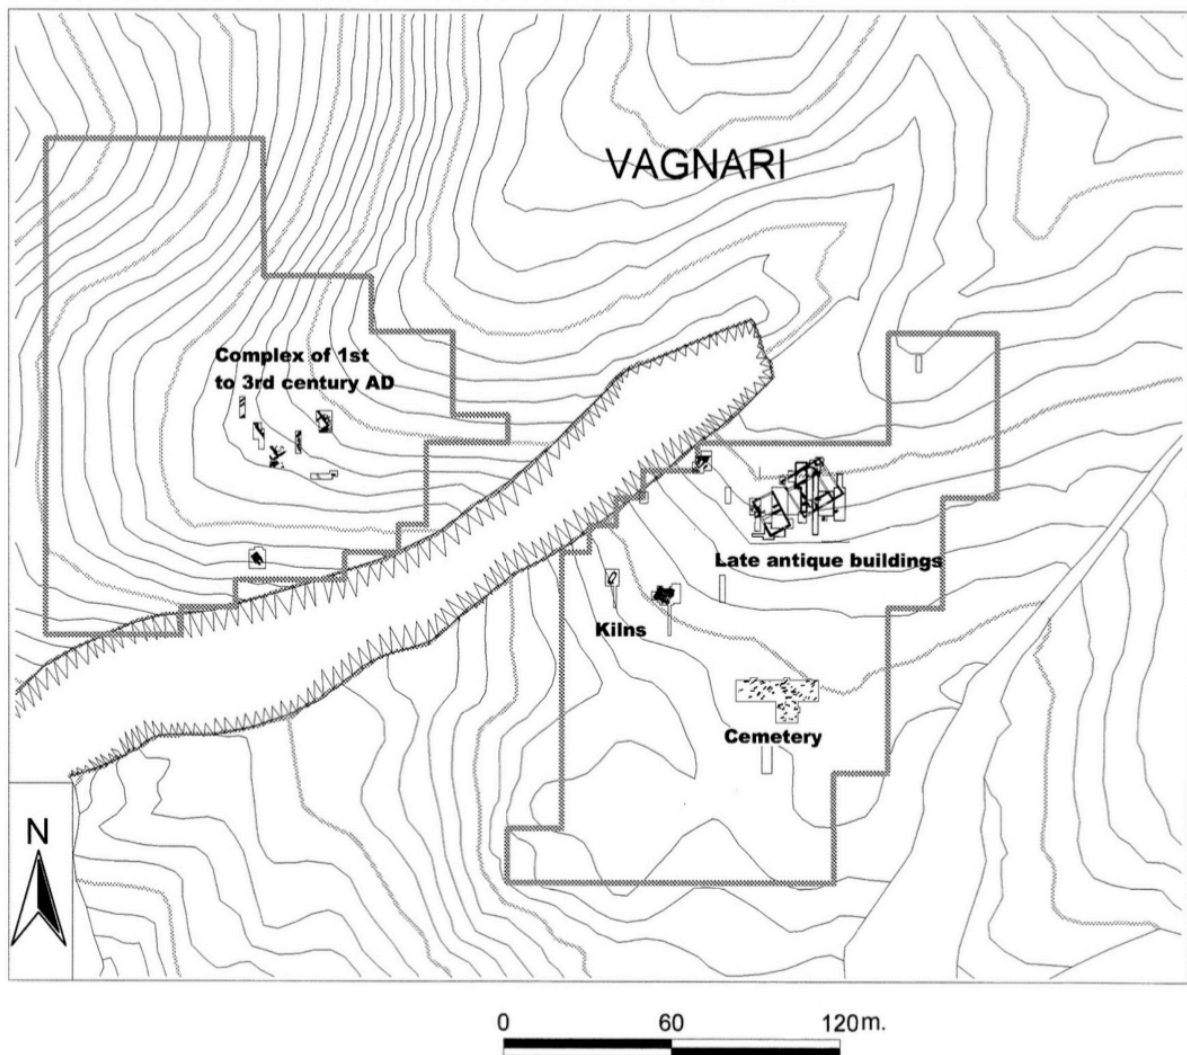 VAGNARI
Complex of 1st
to 3rd century AD
Late antique buildings
Kilns
Cemetery
N
0 60 120m.